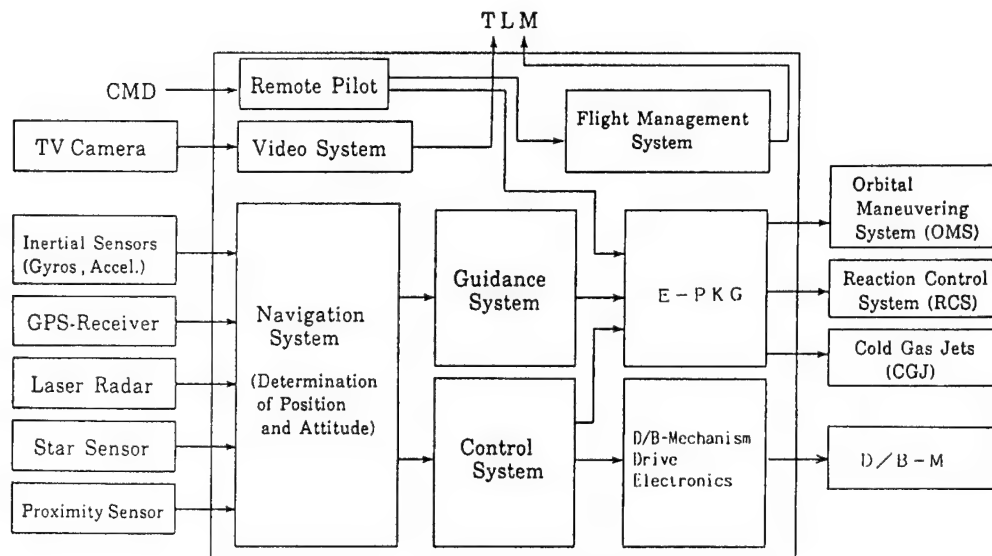 TLM
CMD
Remote Pilot
Flight Management
System
TV Camera
Video System
Orbital
Maneuvering
System (OMS)
Inertial Sensors
(Gyros, Accel.)
Guidance
System
E-PKG
Reaction Control
System (RCS)
GPS-Receiver
Navigation
System
(Determination
of Position
and Attitude)
Cold Gas Jets
(CGJ)
Laser Radar
Star Sensor
Control
System
D/B-Mechanism
Drive
Electronics
D/B-M
Proximity Sensor